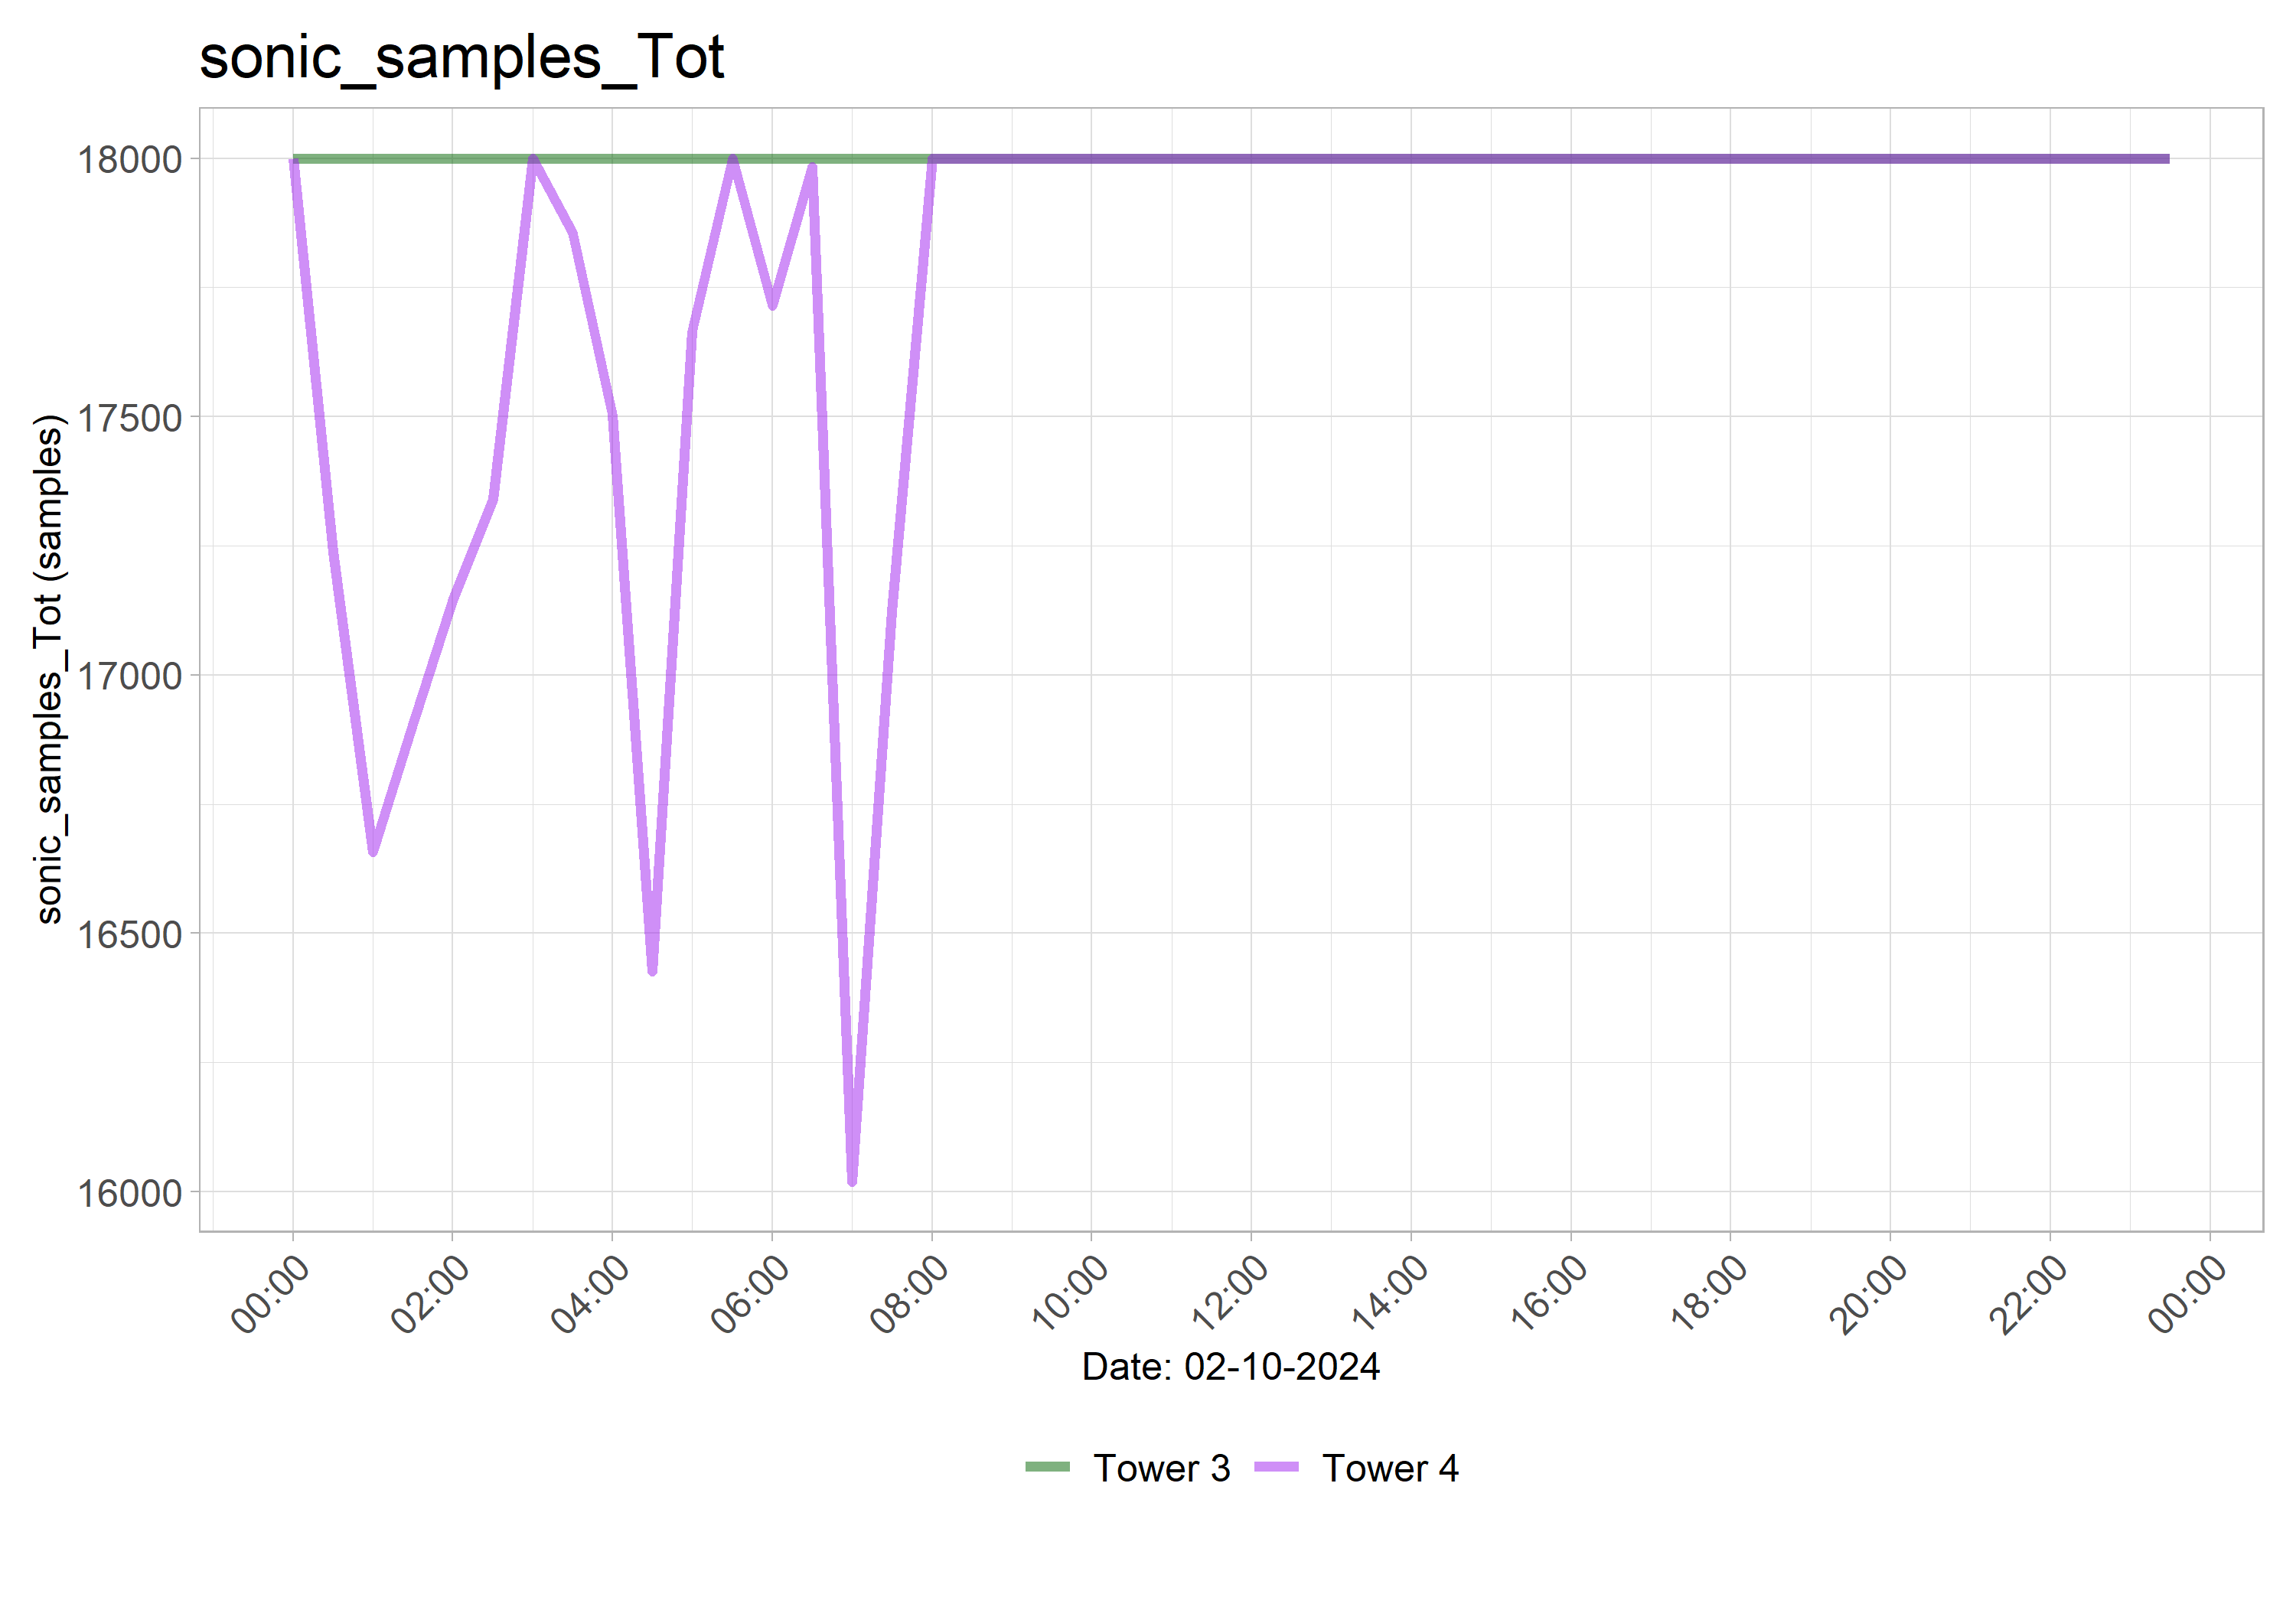 sonic_samples_Tot
sonic_samples_Tot (samples)
18000
17500
17000
16500
16000
00:00 02:00 04:00 06:00 08:00 10:00 12:00 14:00 16:00 18:00 20:00 22:00 00:00
Date: 02-10-2024
Tower 3 Tower 4